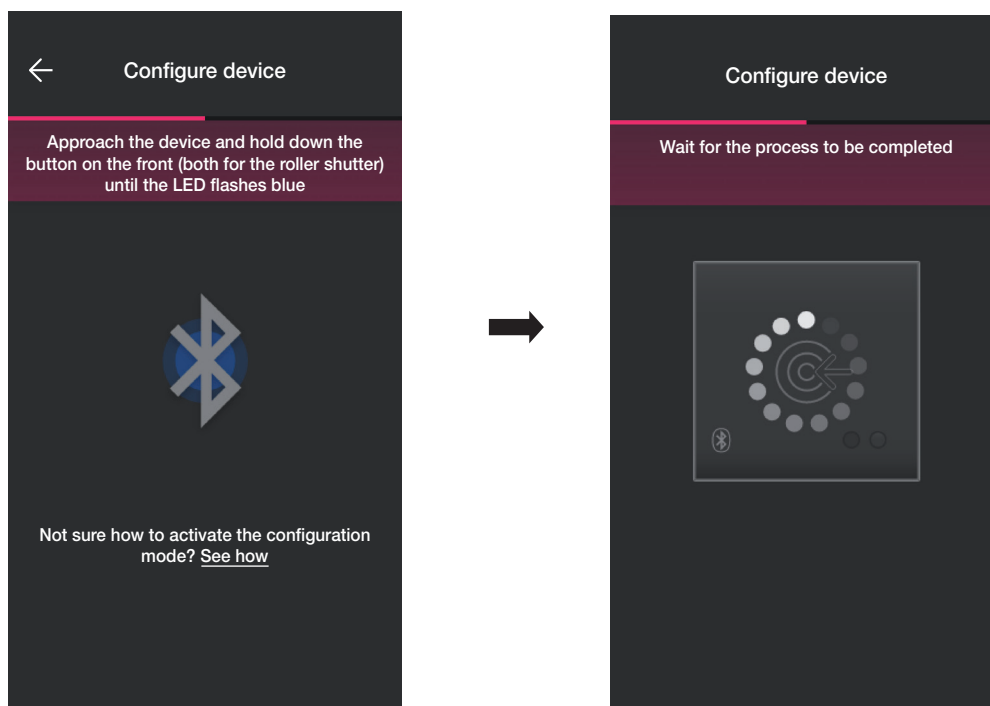 Configure device
Approach the device and hold down the
button on the front (both for the roller shutter)
until the LED flashes blue
Not sure how to activate the configuration
mode? See how
Configure device
Wait for the process to be completed